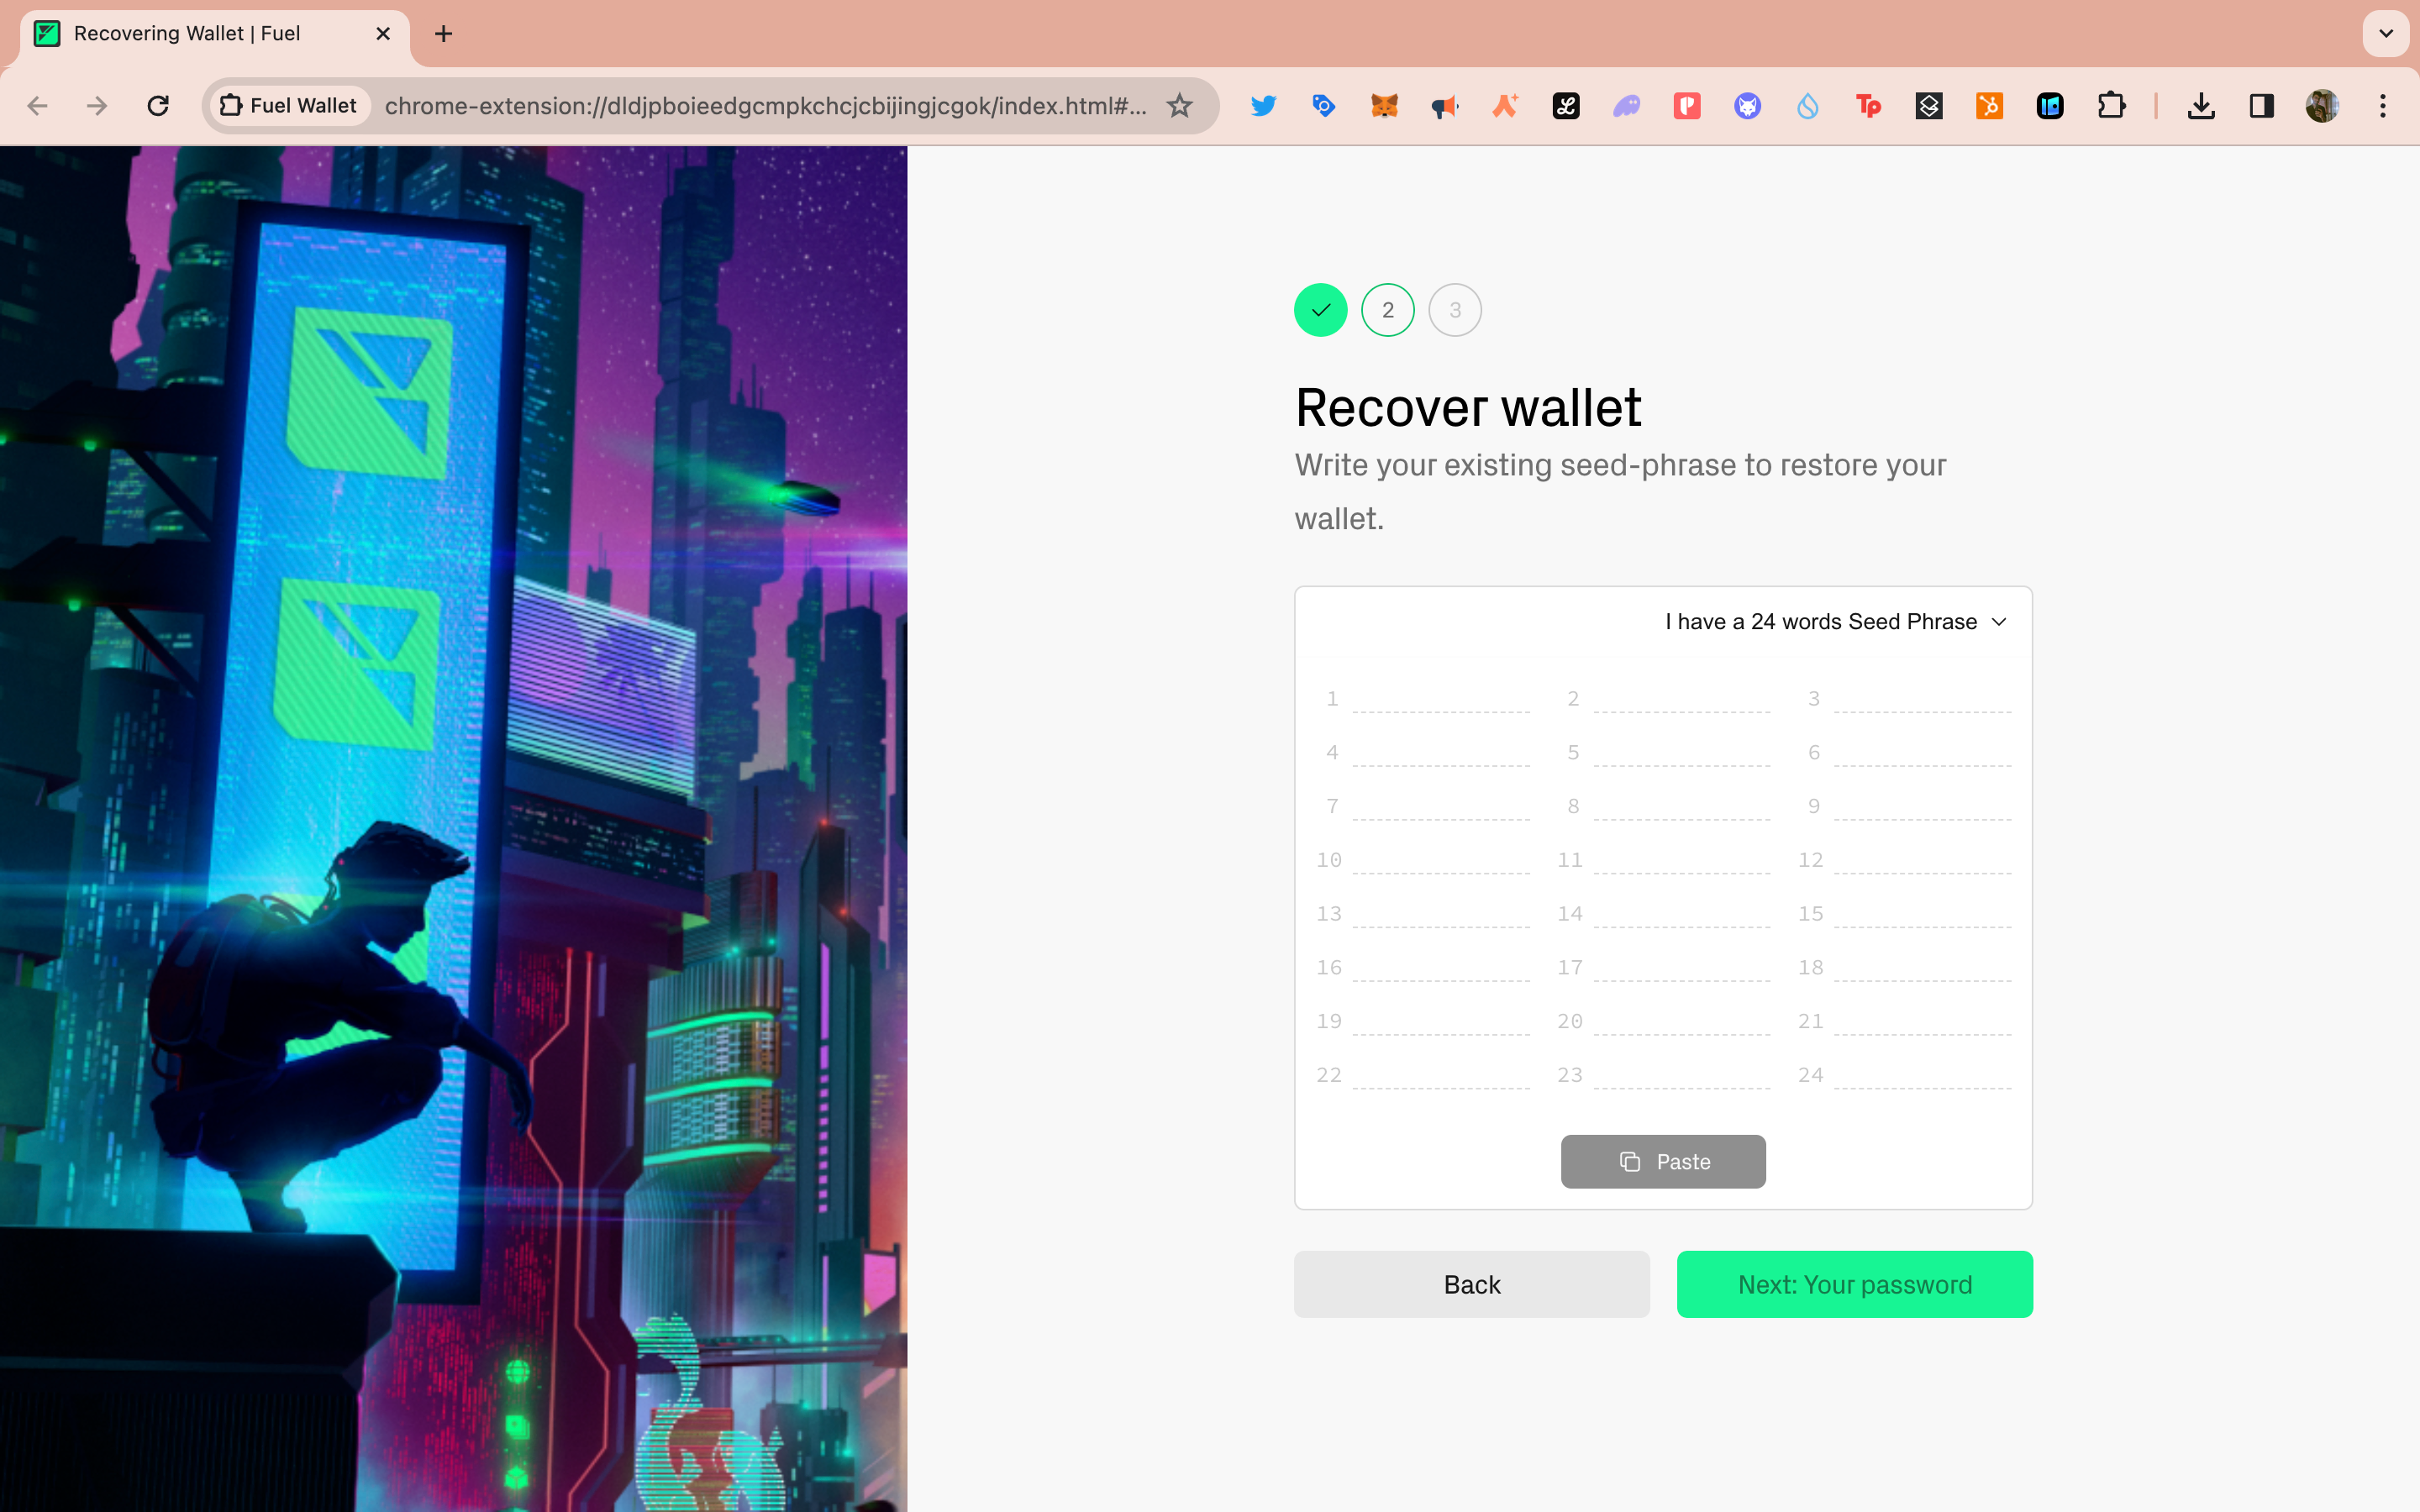 Recovering Wallet | Fuel
Fuel Wallet
chrome-extension://dldjpboieedgcmpkchcjcbijingjcgok/index.html#...
2
3
Recover wallet
Write your existing seed-phrase to restore your
wallet.
I have a 24 words Seed Phrase
1 2 3
4 5 6
7 8 9
10 11 12
13 14 15
16 17 18
19 20 21
22 23 24
Paste
Back
Next: Your password